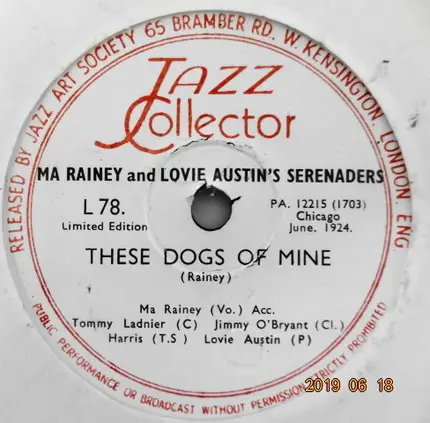 RELEASED BY JAZZ ART SOCIETY 65 BRAMBER RD. W. KENSINGTON. LONDON ENG
JAZZ
Collector
MA RAINEY and LOVIE AUSTIN'S SERENADERS
L 78.
Limited Edition
PA. 12215 (1703)
Chicago
June. 1924.
THESE DOGS OF MINE
(Rainey)
Ma Rainey (Vo.) Acc.
Tommy Ladnier (C) Jimmy O'Bryant (Cl.)
Harris (T.S) Lovie Austin (P)
PUBLIC PERFORMANCE OR BROADCAST WITHOUT PERMISSION STRICTLY PROHIBITED
2019 06 18